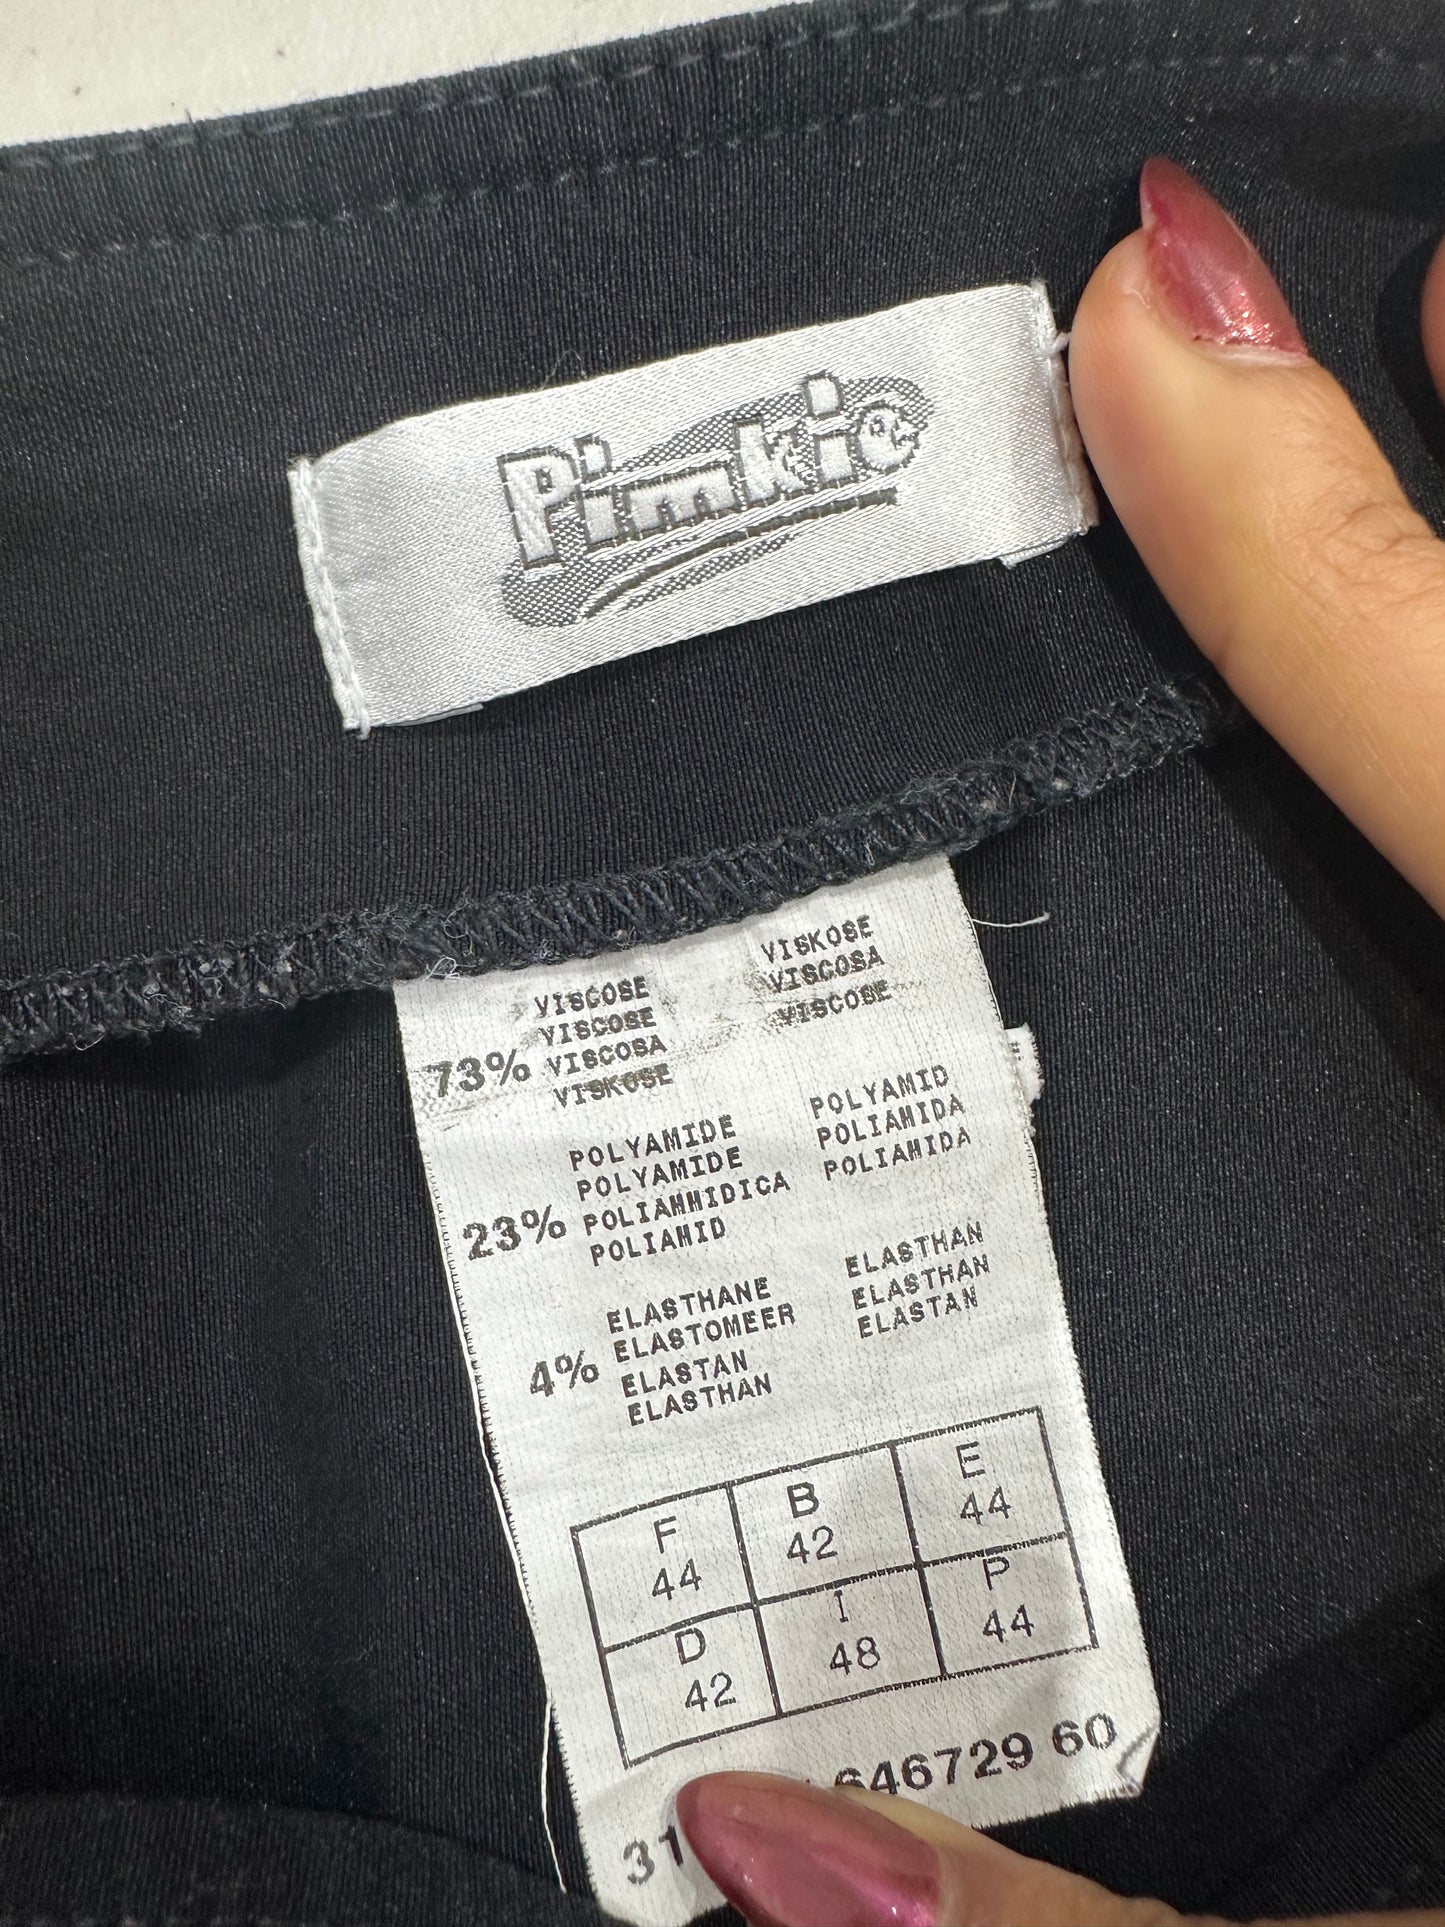 Pimkie
73% VISCOSE
VISCOSE
VISCOSA
VISKOSE
VISKOSE
VISCOSA
VISCOSE
23% POLYAMIDE
POLYAMIDE
POLIAMMIDICA
POLIAMID
POLYAMID
POLIAMIDA
POLIAMIDA
4% ELASTHANE
ELASTOMEER
ELASTAN
ELASTHAN
ELASTHAN
ELASTHAN
ELASTAN
F B E
44 42 44
D I P
42 48 44
646729 60
31